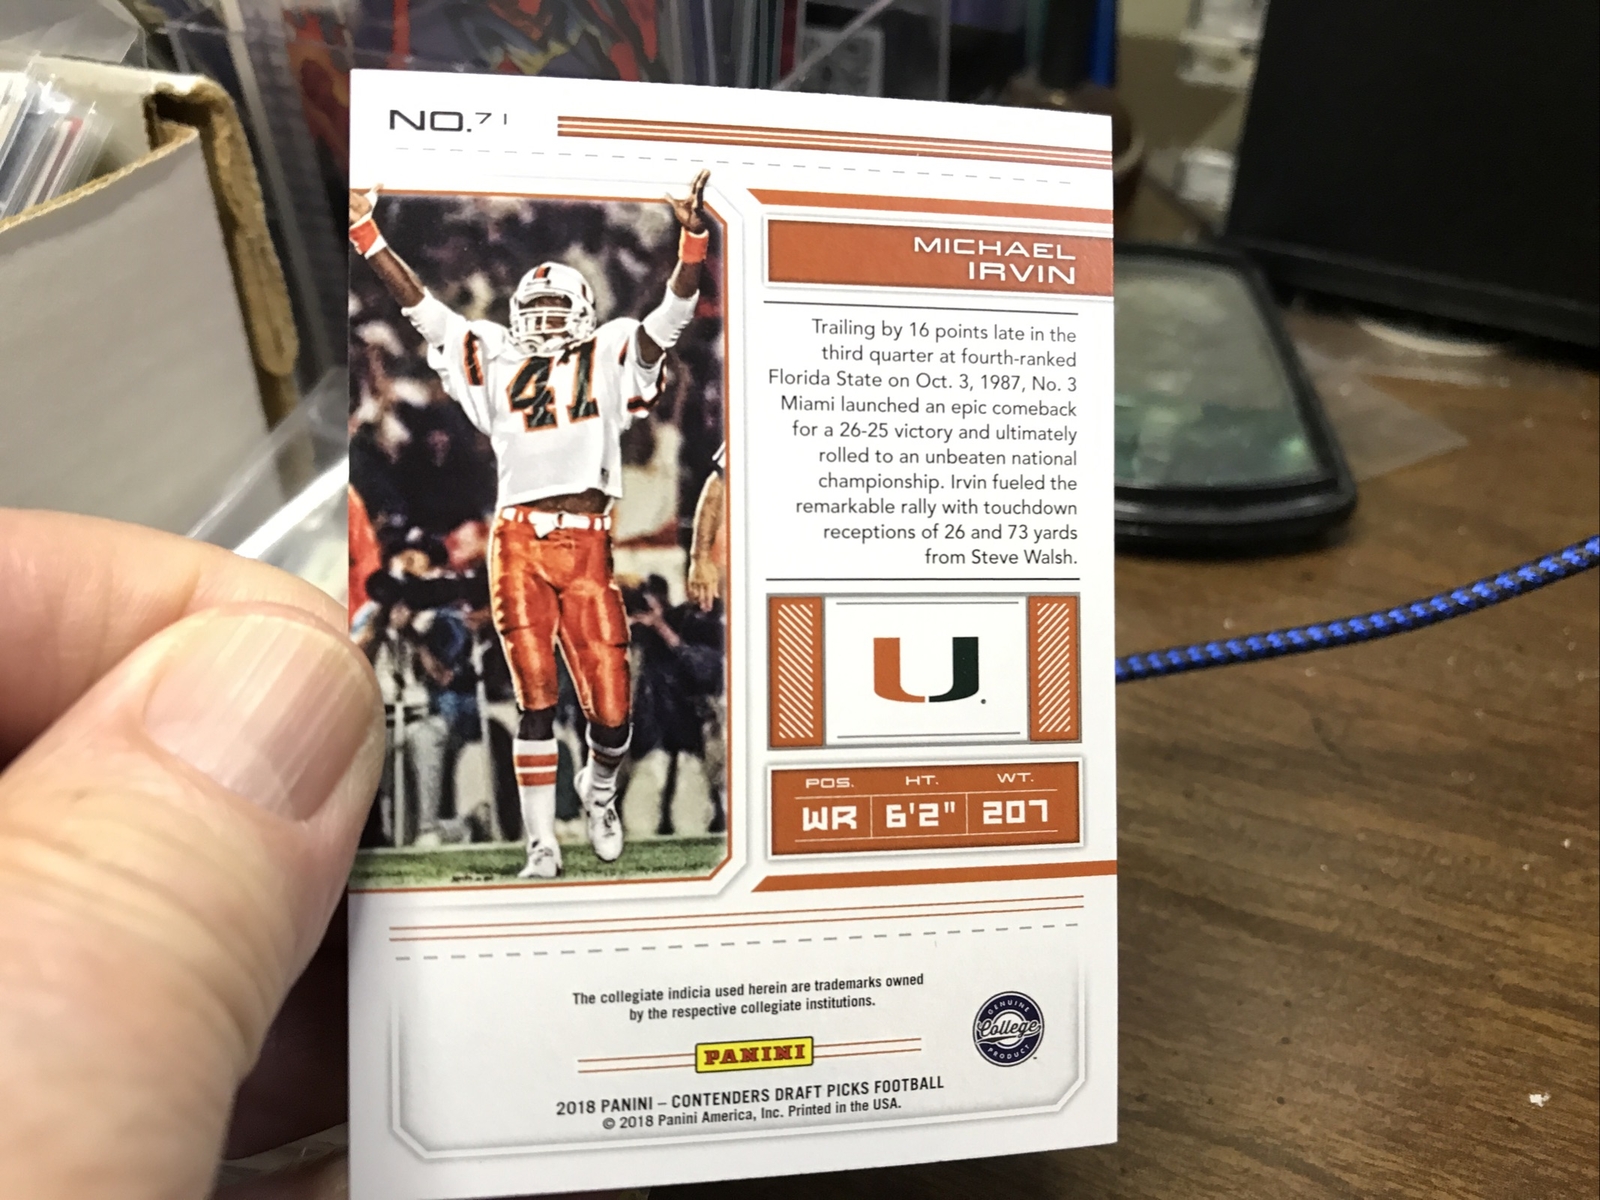 NO. 71
MICHAEL
IRVIN
Trailing by 16 points late in the
third quarter at fourth-ranked
Florida State on Oct. 3, 1987, No. 3
Miami launched an epic comeback
for a 26-25 victory and ultimately
rolled to an unbeaten national
championship. Irvin fueled the
remarkable rally with touchdown
receptions of 26 and 73 yards
from Steve Walsh.
47
U
POS. HT. WT.
WR 6'2" 207
The collegiate indicia used herein are trademarks owned
by the respective collegiate institutions.
GENUINE
College
PRODUCT
™
PANINI
2018 PANINI – CONTENDERS DRAFT PICKS FOOTBALL
© 2018 Panini America, Inc. Printed in the USA.